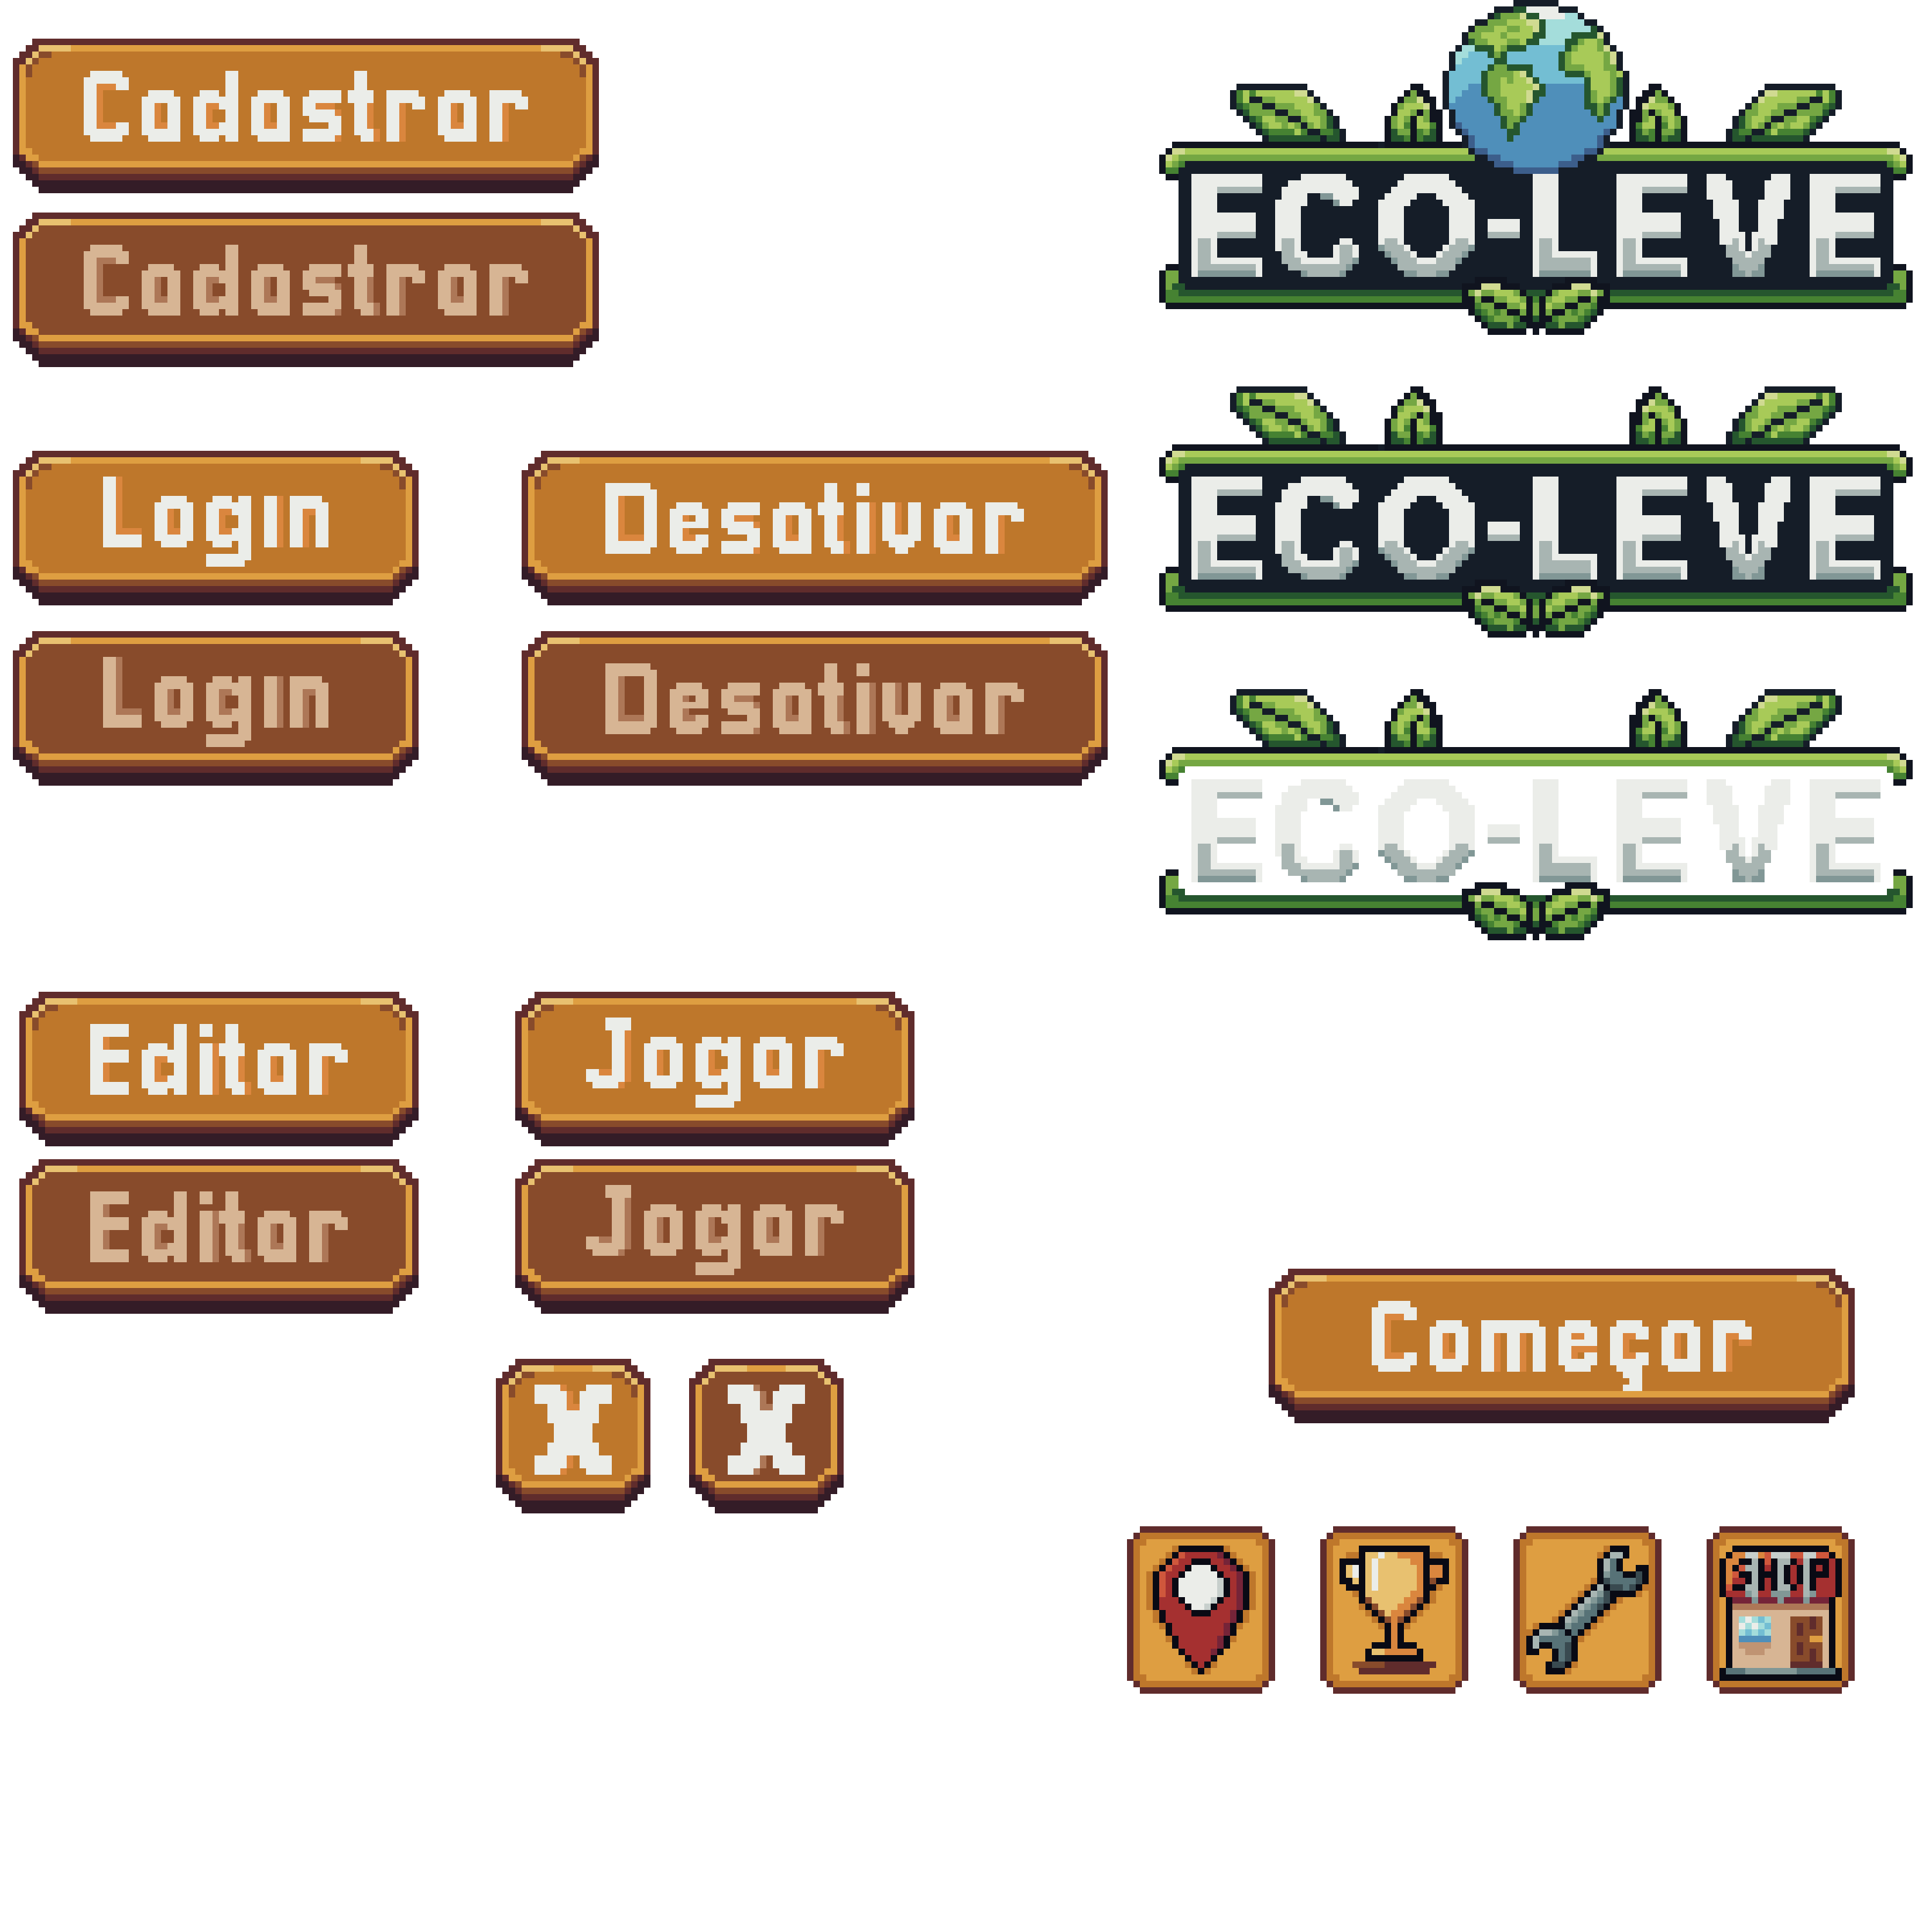 Cadastrar
Cadastrar
ECO-LEVE
Login
Desativar
ECO-LEVE
Login
Desativar
ECO-LEVE
Editar
Jogar
Editar
Jogar
Começar
X
X
SHOP